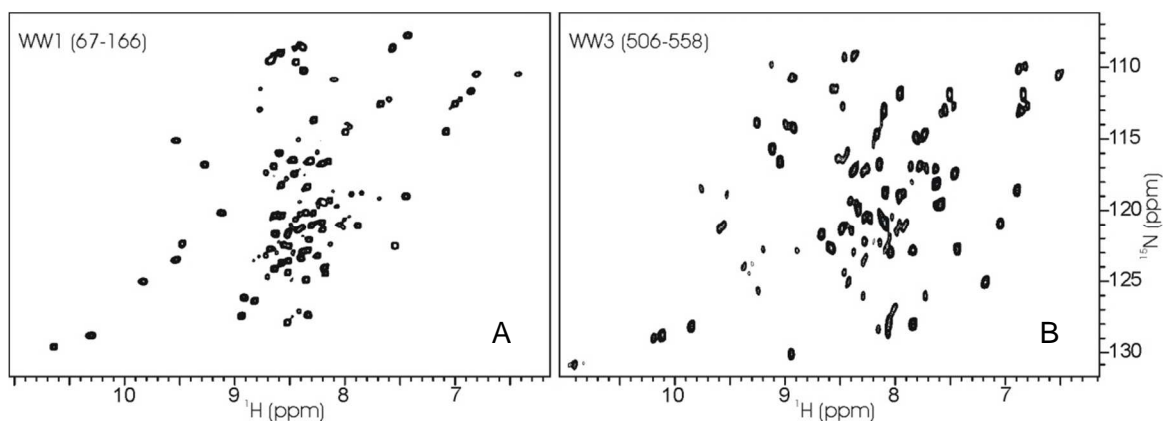 WW1 (67-166)
A
10 9 8 7
¹H (ppm)
WW3 (506-558)
B
10 9 8 7
¹H (ppm)
110
115
120
125
130
¹⁵N (ppm)